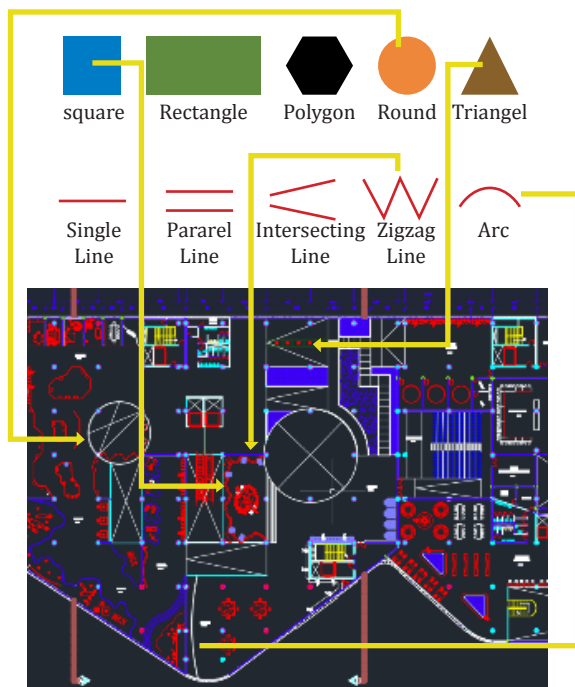 square Rectangle Polygon Round Triangel
Single Pararel Intersecting Zigzag Arc
Line Line Line Line